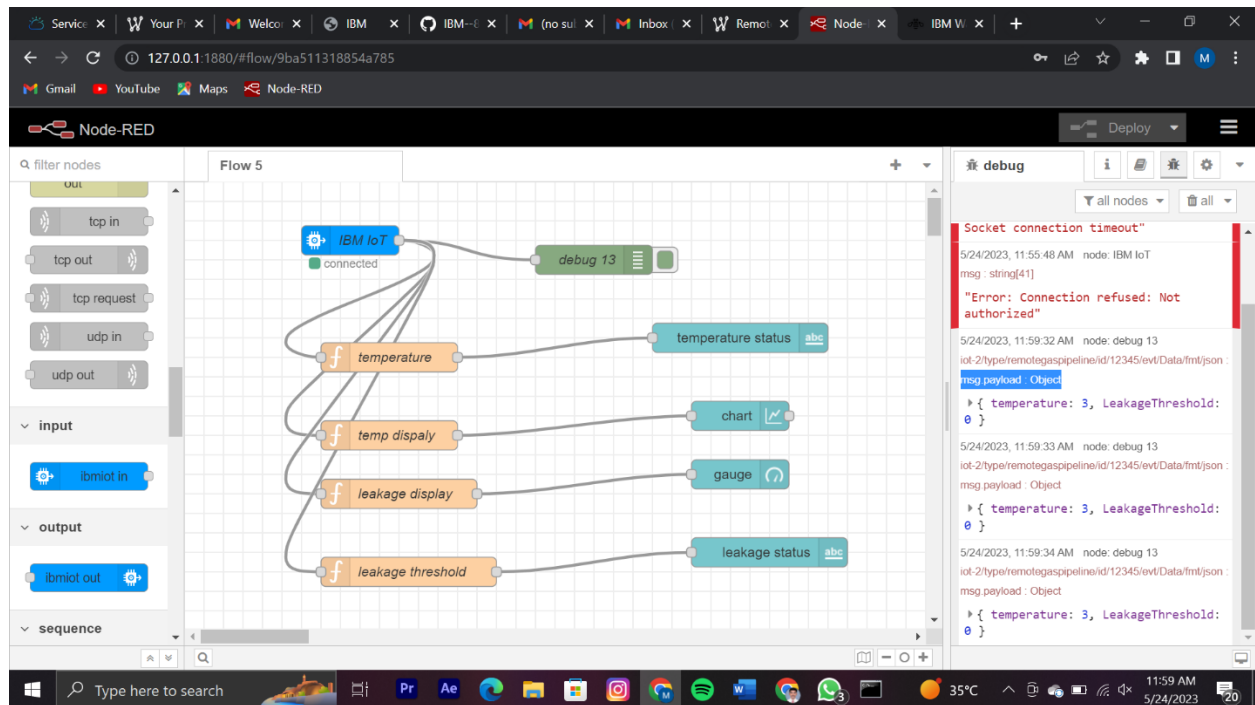 Service
Your Pr
Welcor
IBM
IBM--E
(no sul
Inbox (
Remot
Node-
IBM W
127.0.0.1:1880/#flow/9ba511318854a785
M
Gmail
YouTube
Maps
Node-RED
Node-RED
Deploy
filter nodes
out
tcp in
tcp out
tcp request
udp in
udp out
input
ibmiot in
output
ibmiot out
sequence
Flow 5
IBM IoT
connected
debug 13
temperature
temperature status
abc
temp dispaly
chart
leakage display
gauge
leakage threshold
leakage status
abc
debug
i
all nodes
all
Socket connection timeout"
5/24/2023, 11:55:48 AM node: IBM IoT
msg : string[41]
"Error: Connection refused: Not
authorized"
5/24/2023, 11:59:32 AM node: debug 13
iot-2/type/remotegaspipeline/id/12345/evt/Data/fmt/json :
msg.payload : Object
{ temperature: 3, LeakageThreshold:
0 }
5/24/2023, 11:59:33 AM node: debug 13
iot-2/type/remotegaspipeline/id/12345/evt/Data/fmt/json :
msg.payload : Object
{ temperature: 3, LeakageThreshold:
0 }
5/24/2023, 11:59:34 AM node: debug 13
iot-2/type/remotegaspipeline/id/12345/evt/Data/fmt/json :
msg.payload : Object
{ temperature: 3, LeakageThreshold:
0 }
Type here to search
Pr
Ae
3
35°C
11:59 AM
5/24/2023
20